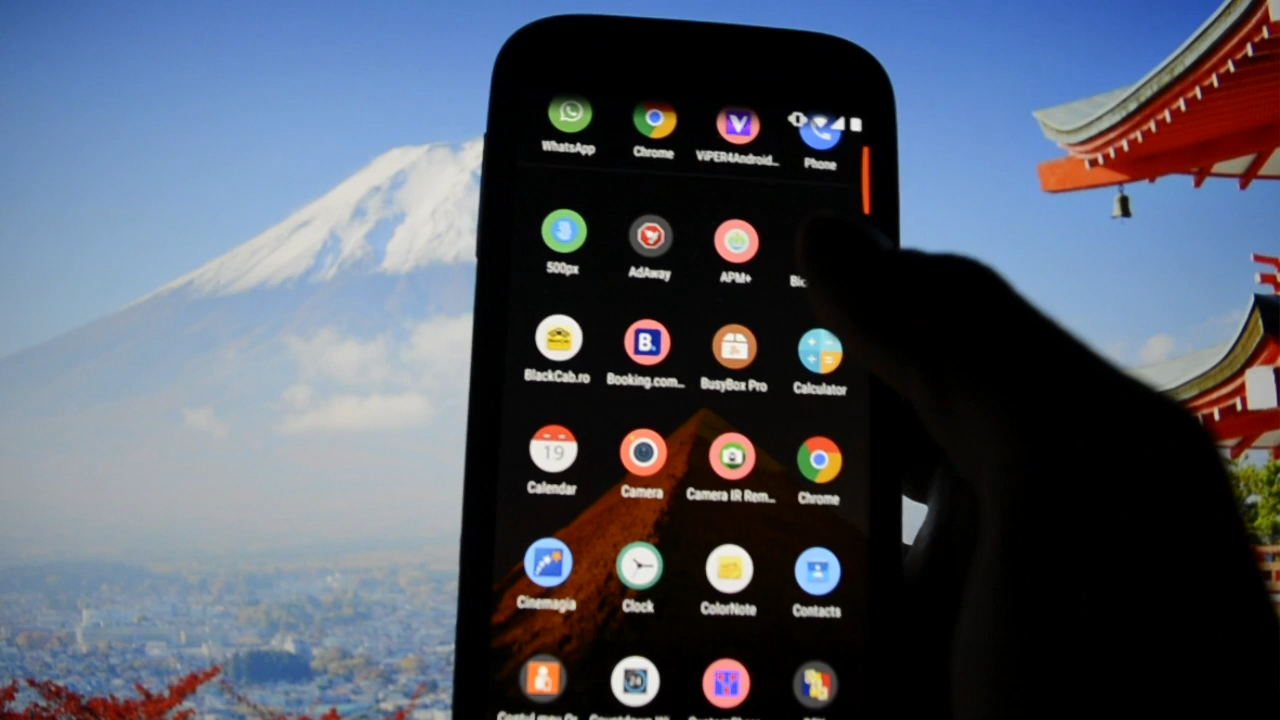 WhatsApp
Chrome
ViPER4Android...
Phone
500px
AdAway
APM+
BlackCab.ro
Booking.com...
BusyBox Pro
Calculator
19
Calendar
Camera
Camera IR Rem...
Chrome
Cinemagia
Clock
ColorNote
Contacts
24